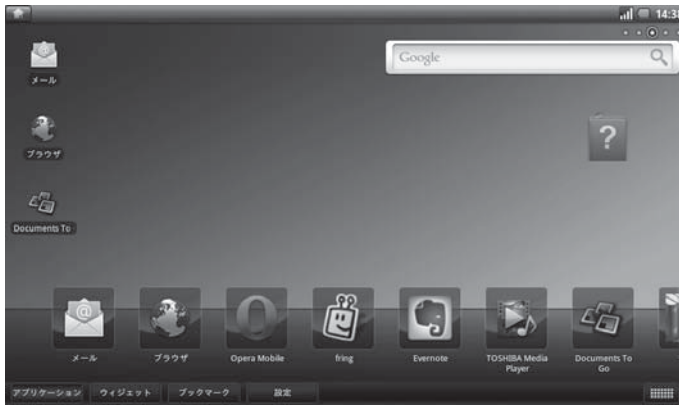 14:38
Google
メール
ブラウザ
Documents To
?
@
メール
ブラウザ
Opera Mobile
fring
Evernote
TOSHIBA Media
Player
Documents To
Go
アプリケーション
ウィジェット
ブックマーク
設定